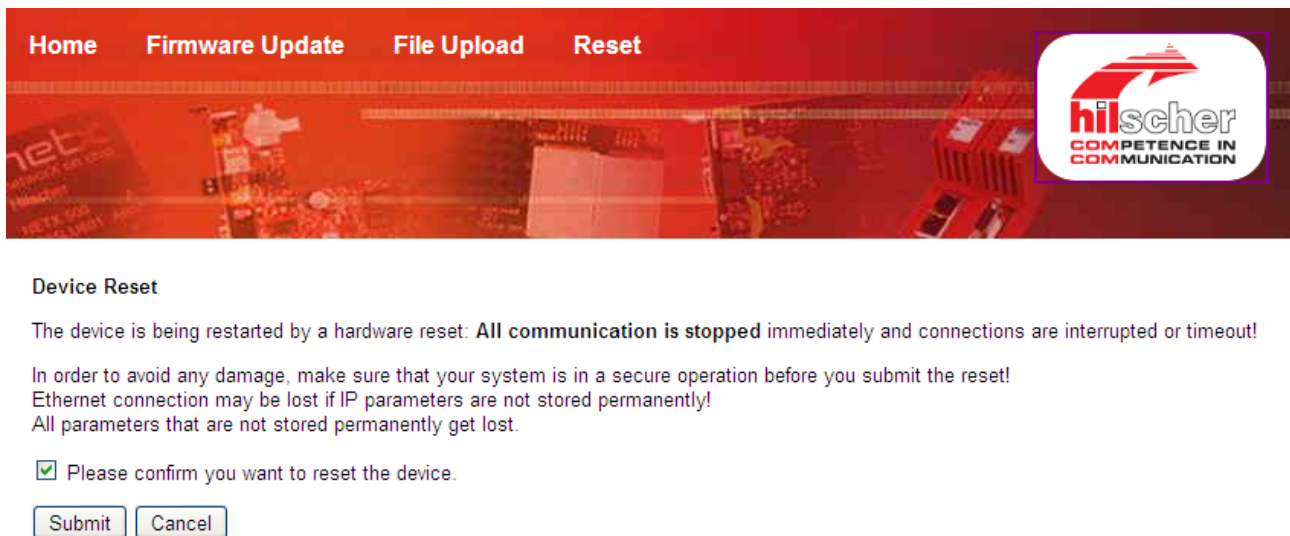 Home Firmware Update File Upload Reset
hilscher
COMPETENCE IN
COMMUNICATION
net
Device Reset
The device is being restarted by a hardware reset: All communication is stopped immediately and connections are interrupted or timeout!
In order to avoid any damage, make sure that your system is in a secure operation before you submit the reset!
Ethernet connection may be lost if IP parameters are not stored permanently!
All parameters that are not stored permanently get lost.
Please confirm you want to reset the device.
Submit Cancel